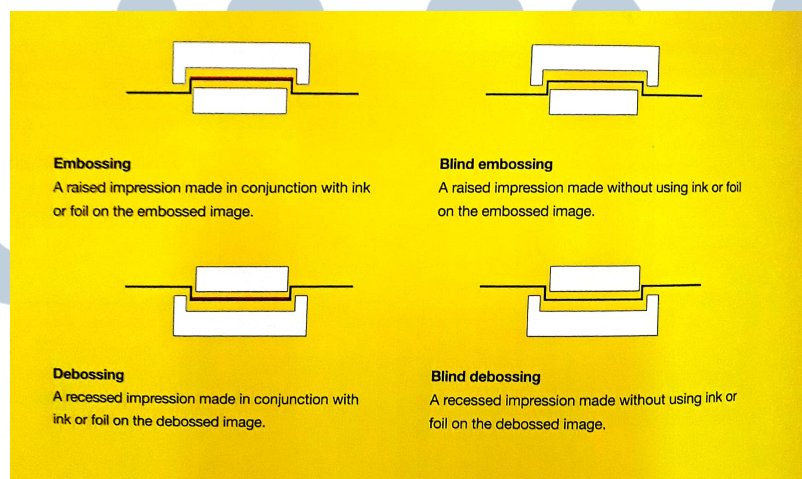 Embossing
A raised impression made in conjunction with ink
or foil on the embossed image.
Blind embossing
A raised impression made without using ink or foil
on the embossed image.
Debossing
A recessed impression made in conjunction with
ink or foil on the debossed image.
Blind debossing
A recessed impression made without using ink or
foil on the debossed image.